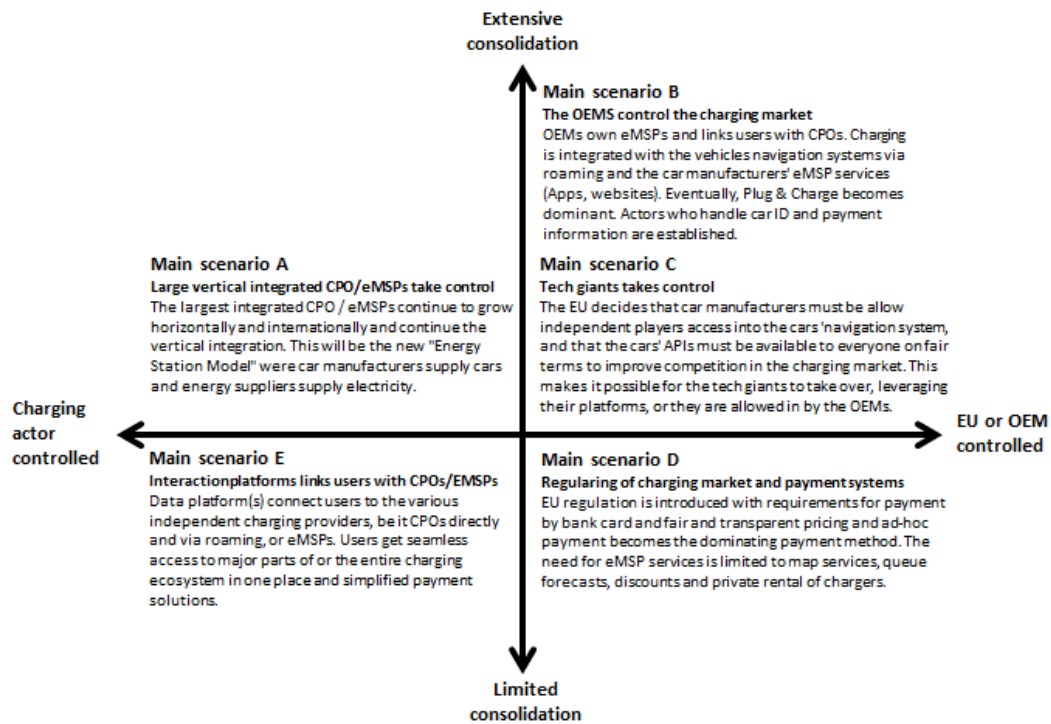 Extensive
consolidation
Main scenario B
The OEMS control the charging market
OEMs own eMSPs and links users with CPOs. Charging
is integrated with the vehicles navigation systems via
roaming and the car manufacturers' eMSP services
(Apps, websites). Eventually, Plug & Charge becomes
dominant. Actors who handle car ID and payment
information are established.
Main scenario A
Large vertical integrated CPO/eMSPs take control
The largest integrated CPO / eMSPs continue to grow
horizontally and internationally and continue the
vertical integration. This will be the new "Energy
Station Model" were car manufacturers supply cars
and energy suppliers supply electricity.
Main scenario C
Tech giants takes control
The EU decides that car manufacturers must be allow
independent players access into the cars 'navigation system,
and that the cars' APIs must be available to everyone on fair
terms to improve competition in the charging market. This
makes it possible for the tech giants to take over, leveraging
their platforms, or they are allowed in by the OEMs.
Charging
actor
controlled
EU or OEM
controlled
Main scenario E
Interactionplatforms links users with CPOs/EMSPs
Data platform(s) connect users to the various
independent charging providers, be it CPOs directly
and via roaming, or eMSPs. Users get seamless
access to major parts of or the entire charging
ecosystem in one place and simplified payment
solutions.
Main scenario D
Regularing of charging market and payment systems
EU regulation is introduced with requirements for payment
by bank card and fair and transparent pricing and ad-hoc
payment becomes the dominating payment method. The
need for eMSP services is limited to map services, queue
forecasts, discounts and private rental of chargers.
Limited
consolidation